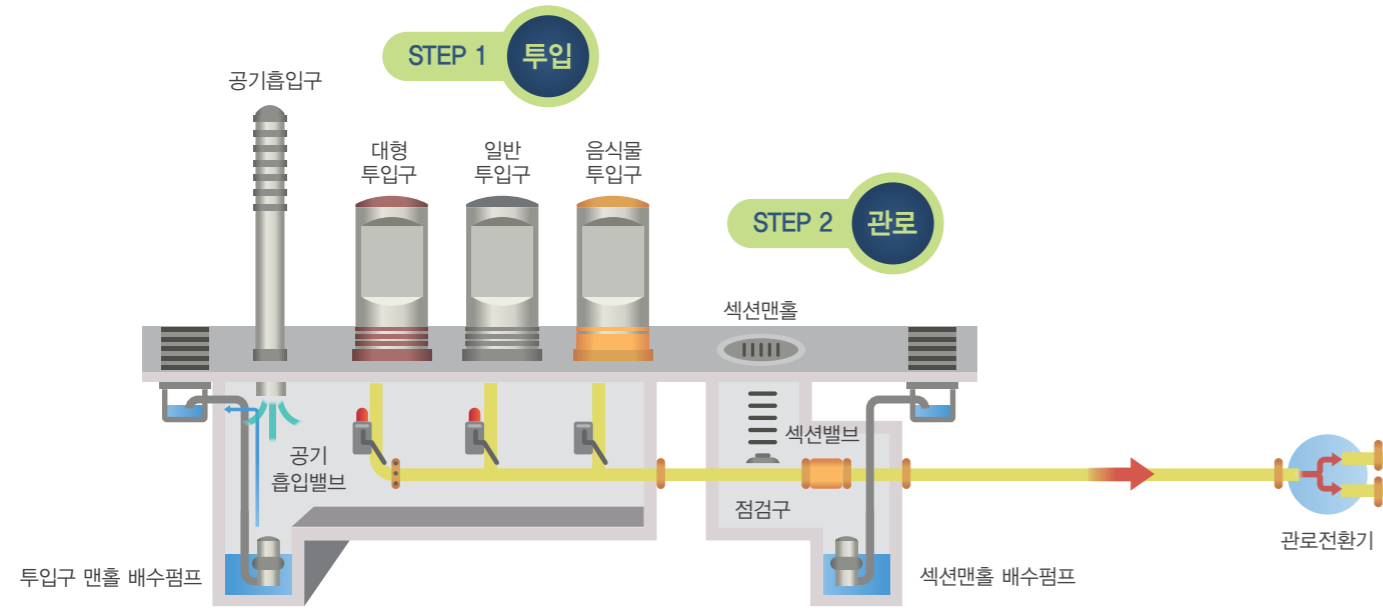 STEP 1 투입
공기흡입구
대형
투입구
일반
투입구
음식물
투입구
STEP 2 관로
섹션맨홀
섹션밸브
공기
흡입밸브
점검구
관로전환기
투입구 맨홀 배수펌프
섹션맨홀 배수펌프